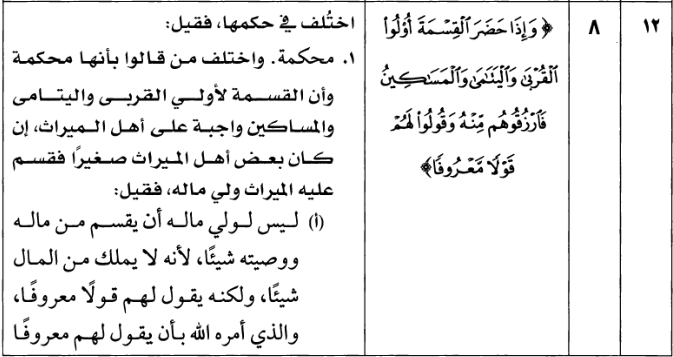 ١٢
٨
﴿ وَإِذَا حَضَرَ ٱلْقِسْمَةَ أُوْلُوا۟
ٱلْقُرْبَىٰ وَٱلْيَتَـٰمَىٰ وَٱلْمَسَـٰكِينُ
فَٱرْزُقُوهُم مِّنْهُ وَقُولُوا۟ لَهُمْ
قَوْلًا مَّعْرُوفًا﴾
اختُلف في حكمها، فقيل:
١. محكمة. واختلف من قالوا بأنها محكمة
وأن القسمة لأولي القربى واليتامى
والمساكين واجبة على أهل الميراث، إن
كان بعض أهل الميراث صغيرًا فقسم
عليه الميراث ولي ماله، فقيل:
(أ) ليس لولي ماله أن يقسم من ماله
ووصيته شيئًا، لأنه لا يملك من المال
شيئًا، ولكنه يقول لهم قولًا معروفًا،
والذي أمره الله بأن يقول لهم معروفًا